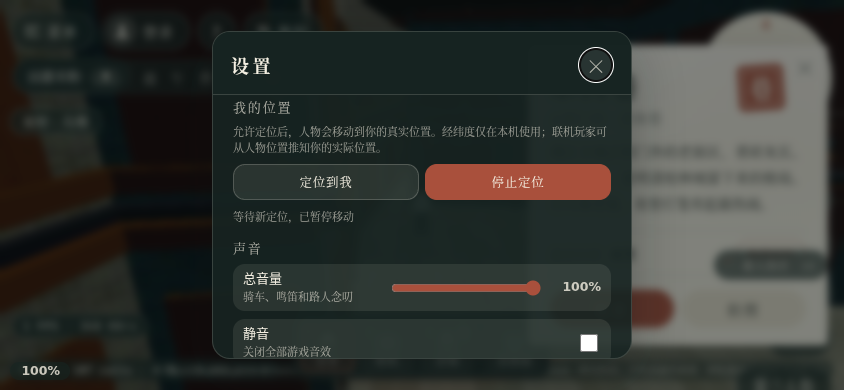 设置
我的位置
允许定位后，人物会移动到你的真实位置。经纬度仅在本机使用；联机玩家可
从人物位置推知你的实际位置。
定位到我
停止定位
等待新定位，已暂停移动
声音
总音量
骑车、鸣笛和路人念叨
100%
静音
关闭全部游戏音效
100%